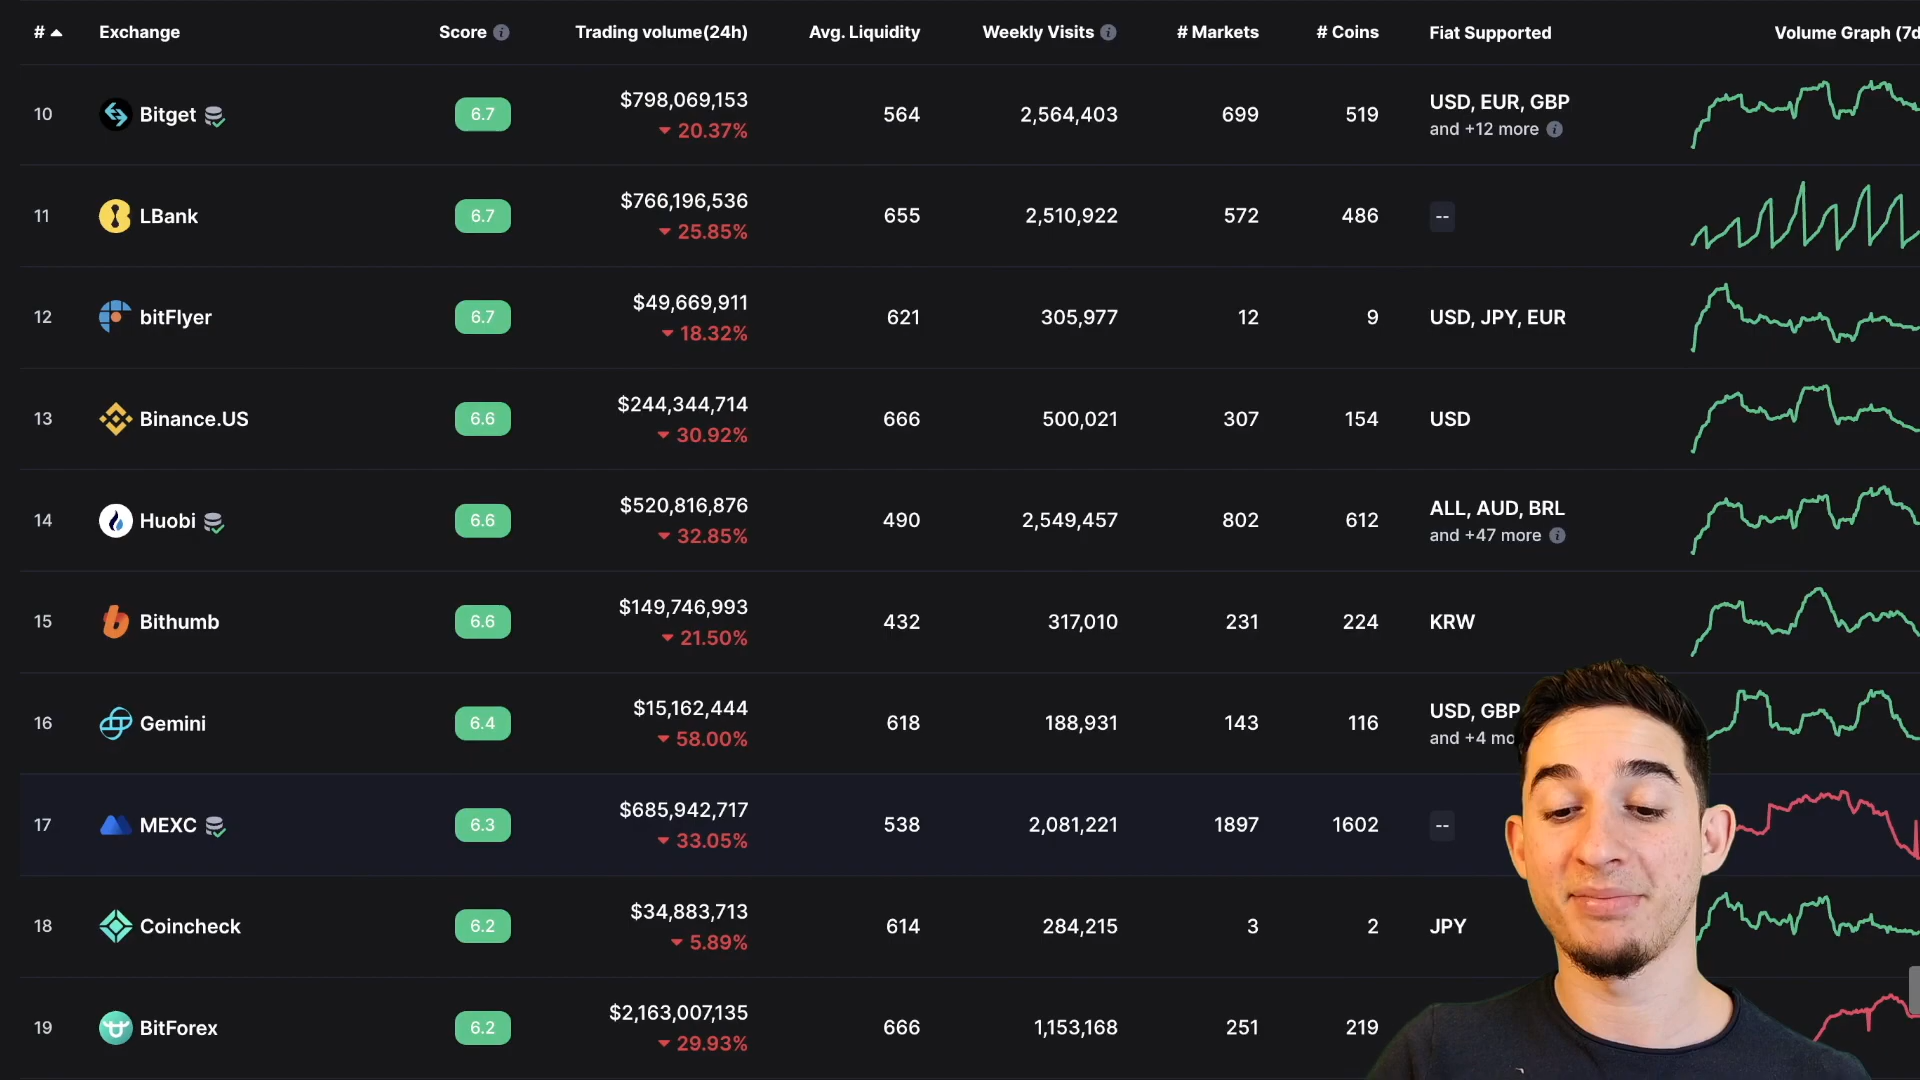 # Exchange Score Trading volume(24h) Avg. Liquidity Weekly Visits # Markets # Coins Fiat Supported Volume Graph (7d
10 Bitget 6.7 $798,069,153 564 2,564,403 699 519 USD, EUR, GBP
20.37% and +12 more
11 LBank 6.7 $766,196,536 655 2,510,922 572 486 --
25.85%
12 bitFlyer 6.7 $49,669,911 621 305,977 12 9 USD, JPY, EUR
18.32%
13 Binance.US 6.6 $244,344,714 666 500,021 307 154 USD
30.92%
14 Huobi 6.6 $520,816,876 490 2,549,457 802 612 ALL, AUD, BRL
32.85% and +47 more
15 Bithumb 6.6 $149,746,993 432 317,010 231 224 KRW
21.50%
16 Gemini 6.4 $15,162,444 618 188,931 143 116 USD, GBP
58.00% and +4 mo
17 MEXC 6.3 $685,942,717 538 2,081,221 1897 1602 --
33.05%
18 Coincheck 6.2 $34,883,713 614 284,215 3 2 JPY
5.89%
19 BitForex 6.2 $2,163,007,135 666 1,153,168 251 219
29.93%